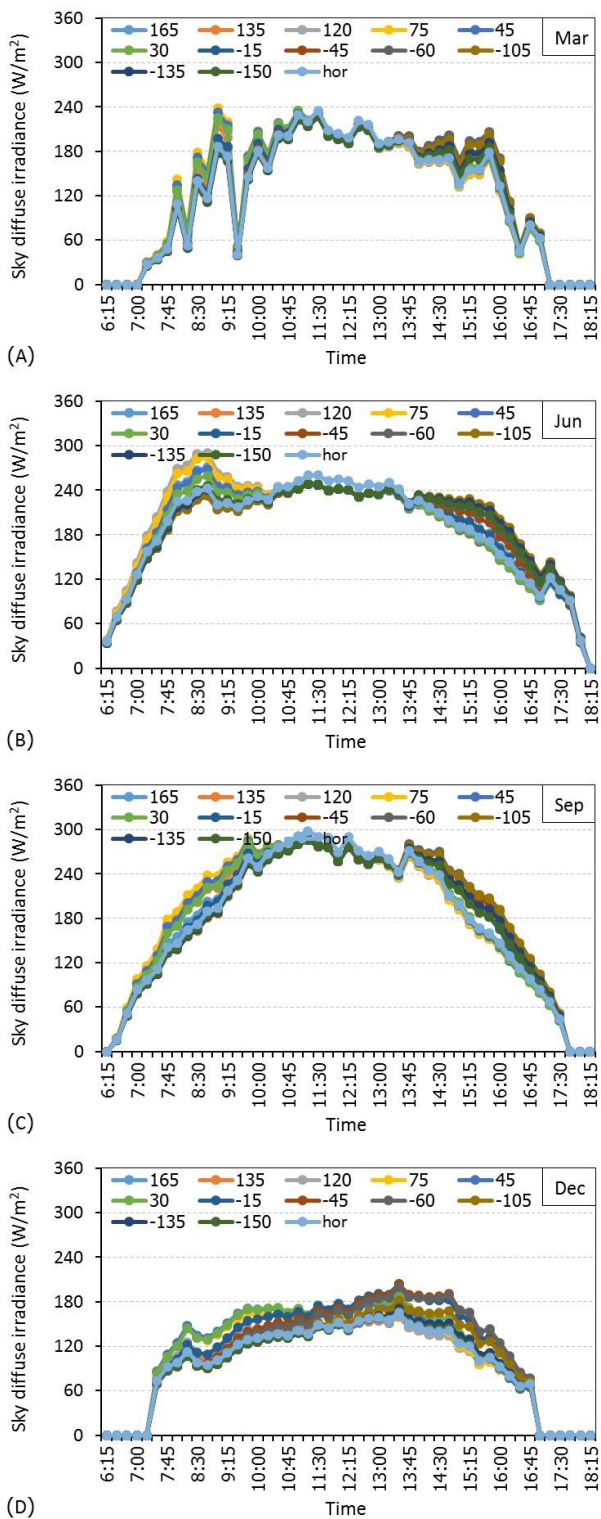 360
165 135 120 75 45 Mar
300
30 -15 -45 -60 -105
-135 -150 hor
240
180
120
60
0
Sky diffuse irradiance (W/m²)
6:15 7:00 7:45 8:30 9:15 10:00 10:45 11:30 12:15 13:00 13:45 14:30 15:15 16:00 16:45 17:30 18:15
(A) Time
360
165 135 120 75 45 Jun
300
30 -15 -45 -60 -105
-135 -150 hor
240
180
120
60
0
Sky diffuse irradiance (W/m²)
6:15 7:00 7:45 8:30 9:15 10:00 10:45 11:30 12:15 13:00 13:45 14:30 15:15 16:00 16:45 17:30 18:15
(B) Time
360
165 135 120 75 45 Sep
300
30 -15 -45 -60 -105
-135 -150 hor
240
180
120
60
0
Sky diffuse irradiance (W/m²)
6:15 7:00 7:45 8:30 9:15 10:00 10:45 11:30 12:15 13:00 13:45 14:30 15:15 16:00 16:45 17:30 18:15
(C) Time
360
165 135 120 75 45 Dec
300
30 -15 -45 -60 -105
-135 -150 hor
240
180
120
60
0
Sky diffuse irradiance (W/m²)
6:15 7:00 7:45 8:30 9:15 10:00 10:45 11:30 12:15 13:00 13:45 14:30 15:15 16:00 16:45 17:30 18:15
(D) Time